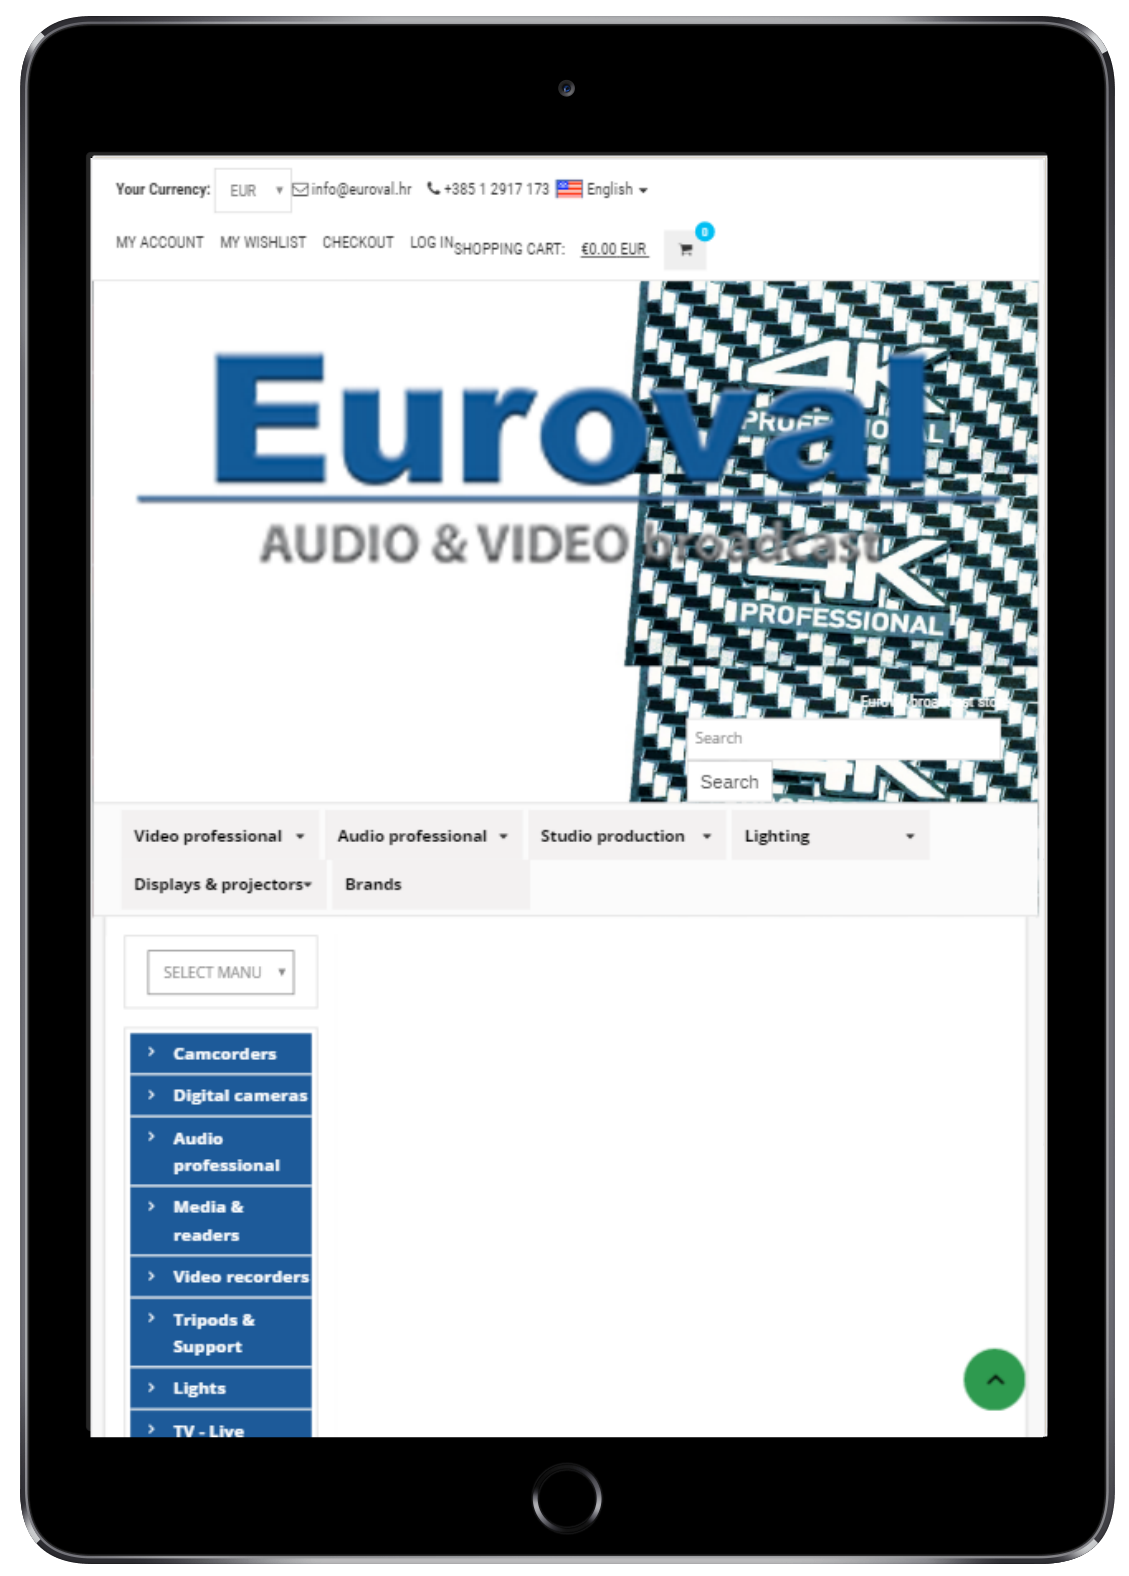 Your Currency: EUR info@euroval.hr +385 1 2917 173 English
MY ACCOUNT MY WISHLIST CHECKOUT LOG IN SHOPPING CART: €0.00 EUR 0
4K
PROFESSIONAL
Euroval
AUDIO & VIDEO broadcast
4K
PROFESSIONAL
Euroval broadcast
Search
Search
4K
Video professional Audio professional Studio production Lighting
Displays & projectors Brands
SELECT MANU
Camcorders
Digital cameras
Audio
professional
Media &
readers
Video recorders
Tripods &
Support
Lights
TV - Live